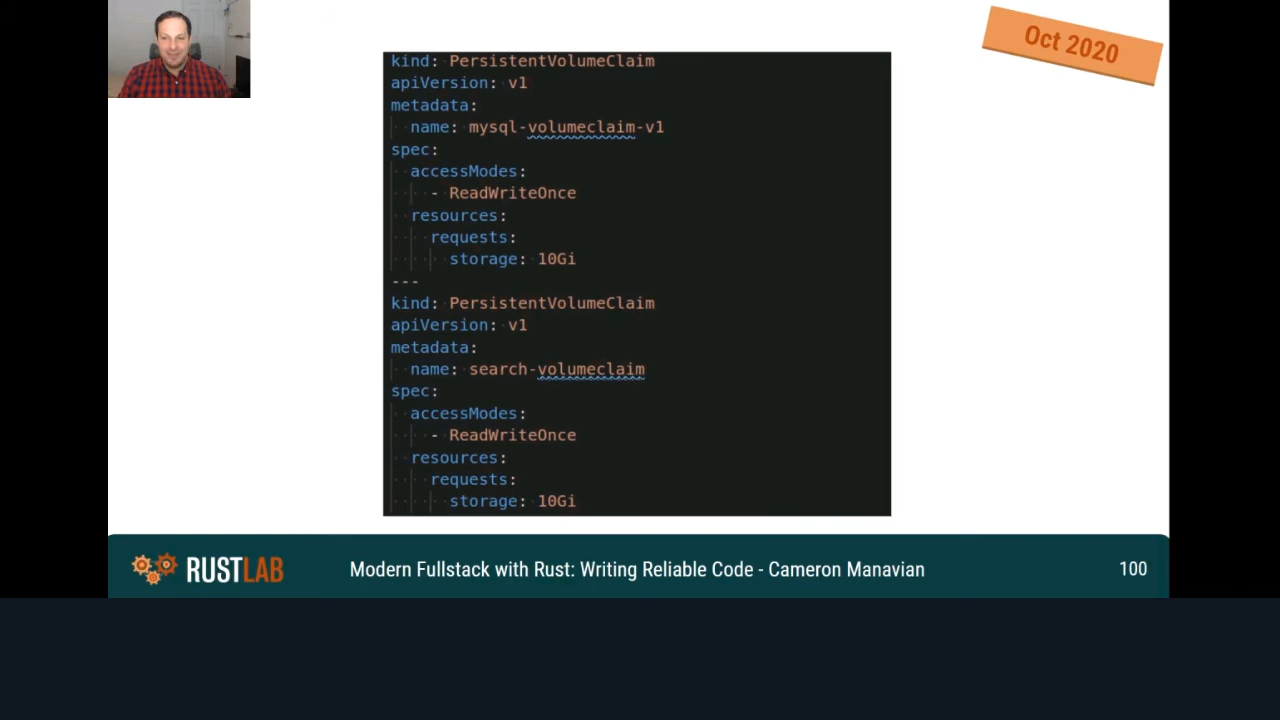 Oct 2020
kind: PersistentVolumeClaim
apiVersion: v1
metadata:
  name: mysql-volumeclaim-v1
spec:
  accessModes:
    - ReadWriteOnce
  resources:
    requests:
      storage: 10Gi
---
kind: PersistentVolumeClaim
apiVersion: v1
metadata:
  name: search-volumeclaim
spec:
  accessModes:
    - ReadWriteOnce
  resources:
    requests:
      storage: 10Gi
RUSTLAB
Modern Fullstack with Rust: Writing Reliable Code - Cameron Manavian
100